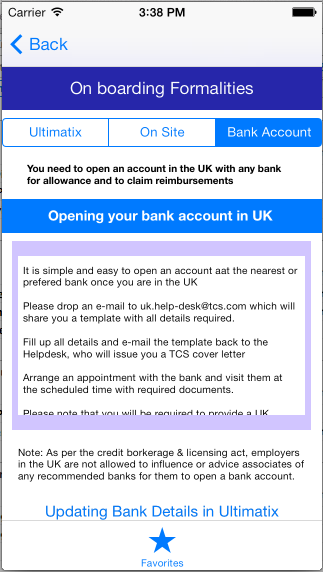 Carrier 3:38 PM
Back
On boarding Formalities
Ultimatix On Site Bank Account
You need to open an account in the UK with any bank
for allowance and to claim reimbursements
Opening your bank account in UK
It is simple and easy to open an account aat the nearest or
prefered bank once you are in the UK
Please drop an e-mail to uk.help-desk@tcs.com which will
share you a template with all details required.
Fill up all details and e-mail the template back to the
Helpdesk, who will issue you a TCS cover letter
Arrange an appointment with the bank and visit them at
the scheduled time with required documents.
Please note that you will be required to provide a UK
Note: As per the credit borkerage & licensing act, employers
in the UK are not allowed to influence or advice associates of
any recommended banks for them to open a bank account.
Updating Bank Details in Ultimatix
Favorites